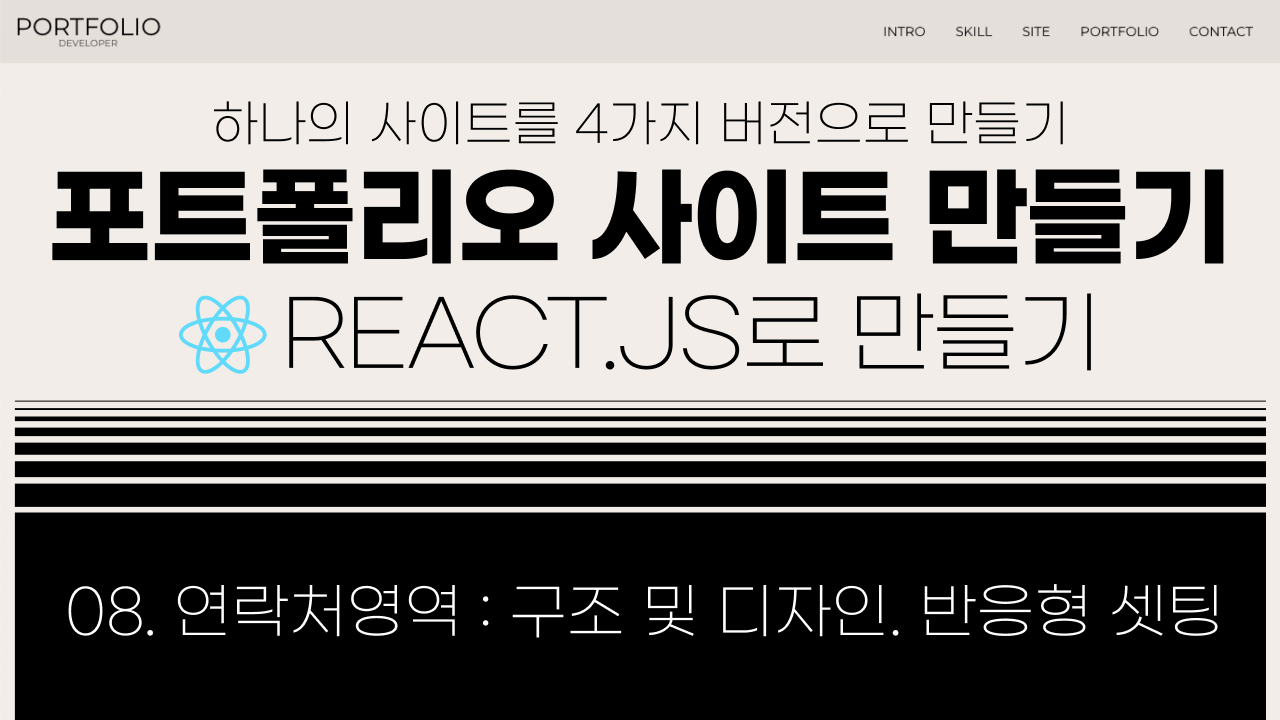 PORTFOLIO
DEVELOPER
INTRO SKILL SITE PORTFOLIO CONTACT
하나의 사이트를 4가지 버전으로 만들기
포트폴리오 사이트 만들기
REACT.JS로 만들기
08. 연락처영역 : 구조 및 디자인. 반응형 셋팅